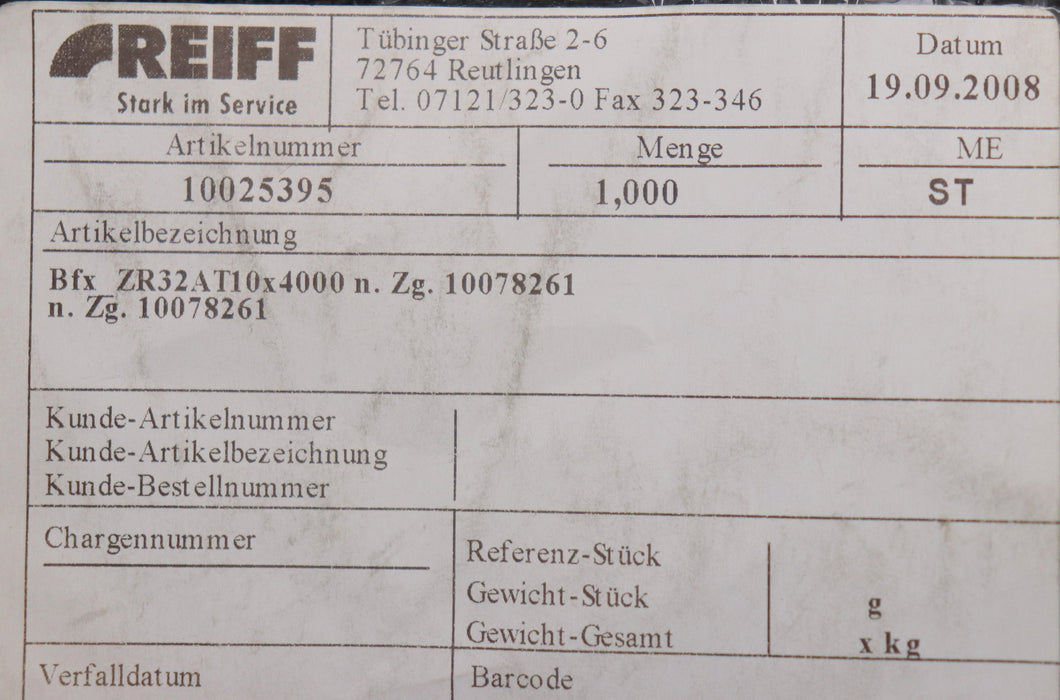 REIFF
Stark im Service
Tübinger Straße 2-6
72764 Reutlingen
Tel. 07121/323-0 Fax 323-346
Datum
19.09.2008
Artikelnummer
10025395
Menge
1,000
ME
ST
Artikelbezeichnung
Bfx ZR32AT10x4000 n. Zg. 10078261
n. Zg. 10078261
Kunde-Artikelnummer
Kunde-Artikelbezeichnung
Kunde-Bestellnummer
Chargennummer
Referenz-Stück
Gewicht-Stück g
Gewicht-Gesamt x kg
Verfalldatum
Barcode